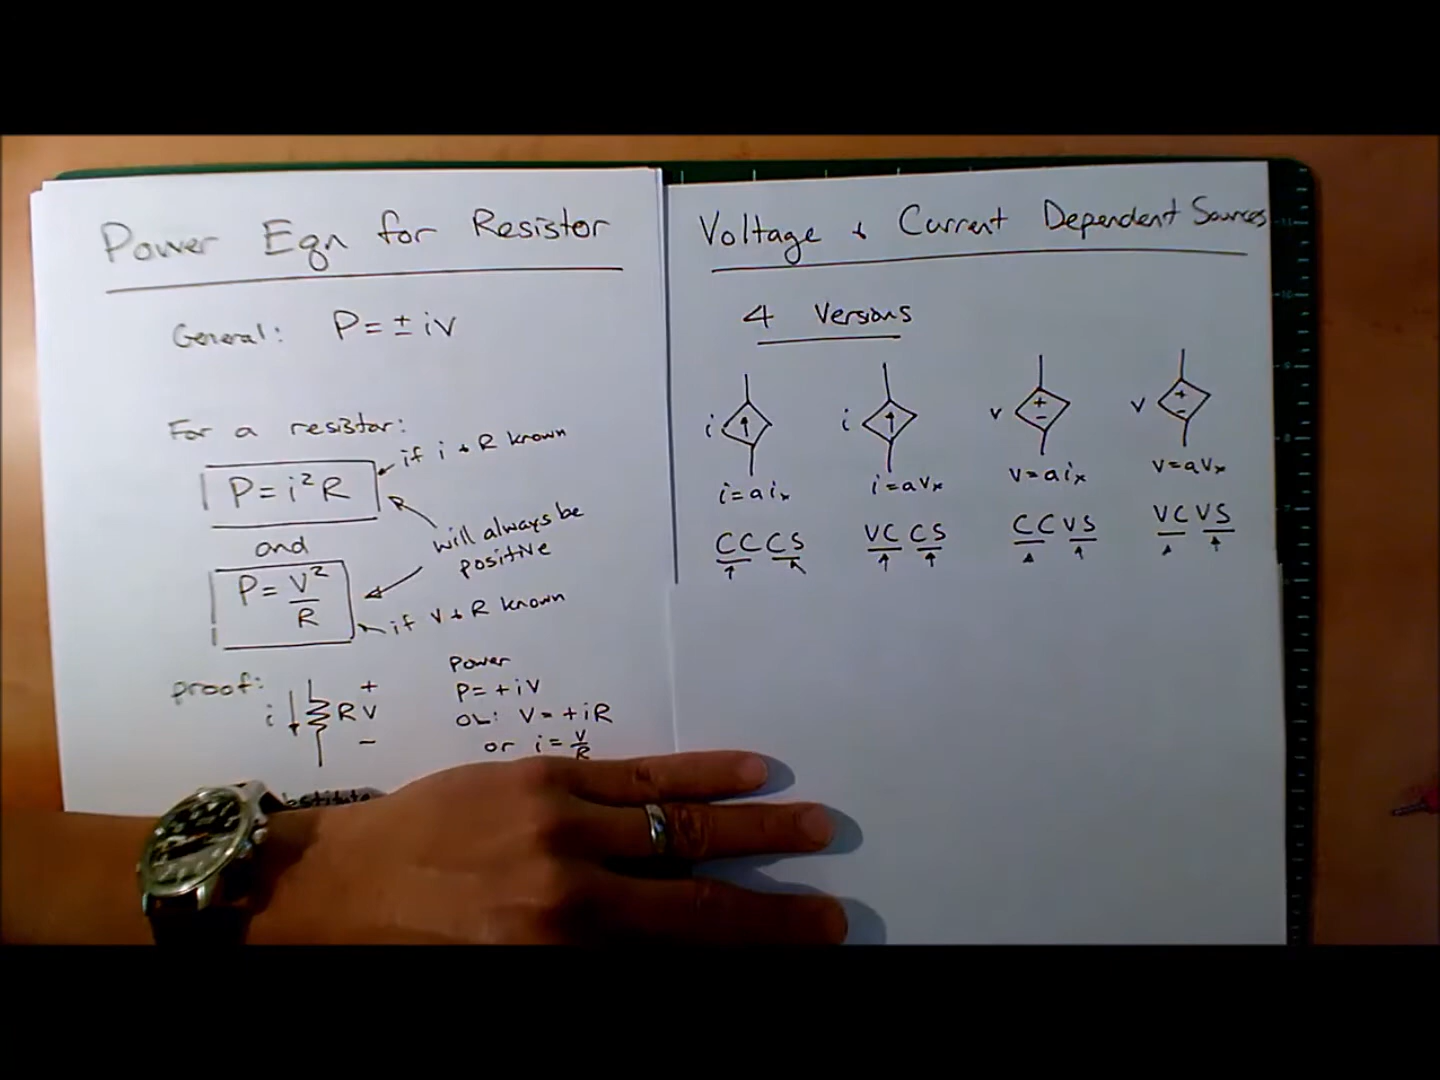 Power Eqn for Resistor
General: P = ± iv
For a resistor:
P = i²R
if i + R known
and
will always be
positive
P = V²/R
if V + R known
proof:
i R V + −
Power
P = + iV
OL: V = + iR
or i = V/R
Voltage + Current Dependent Sources
4 Versions
i i v + − v + −
i = a iₓ i = a vₓ v = a iₓ v = a vₓ
CCCS VCCS CCVS VCVS